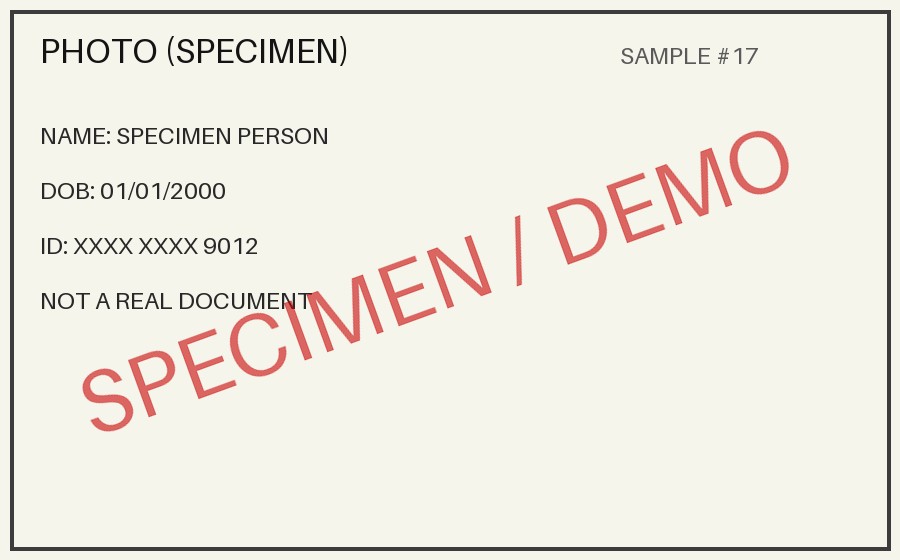 PHOTO (SPECIMEN)
SAMPLE #17
NAME: SPECIMEN PERSON
DOB: 01/01/2000
ID: XXXX XXXX 9012
NOT A REAL DOCUMENT
SPECIMEN / DEMO